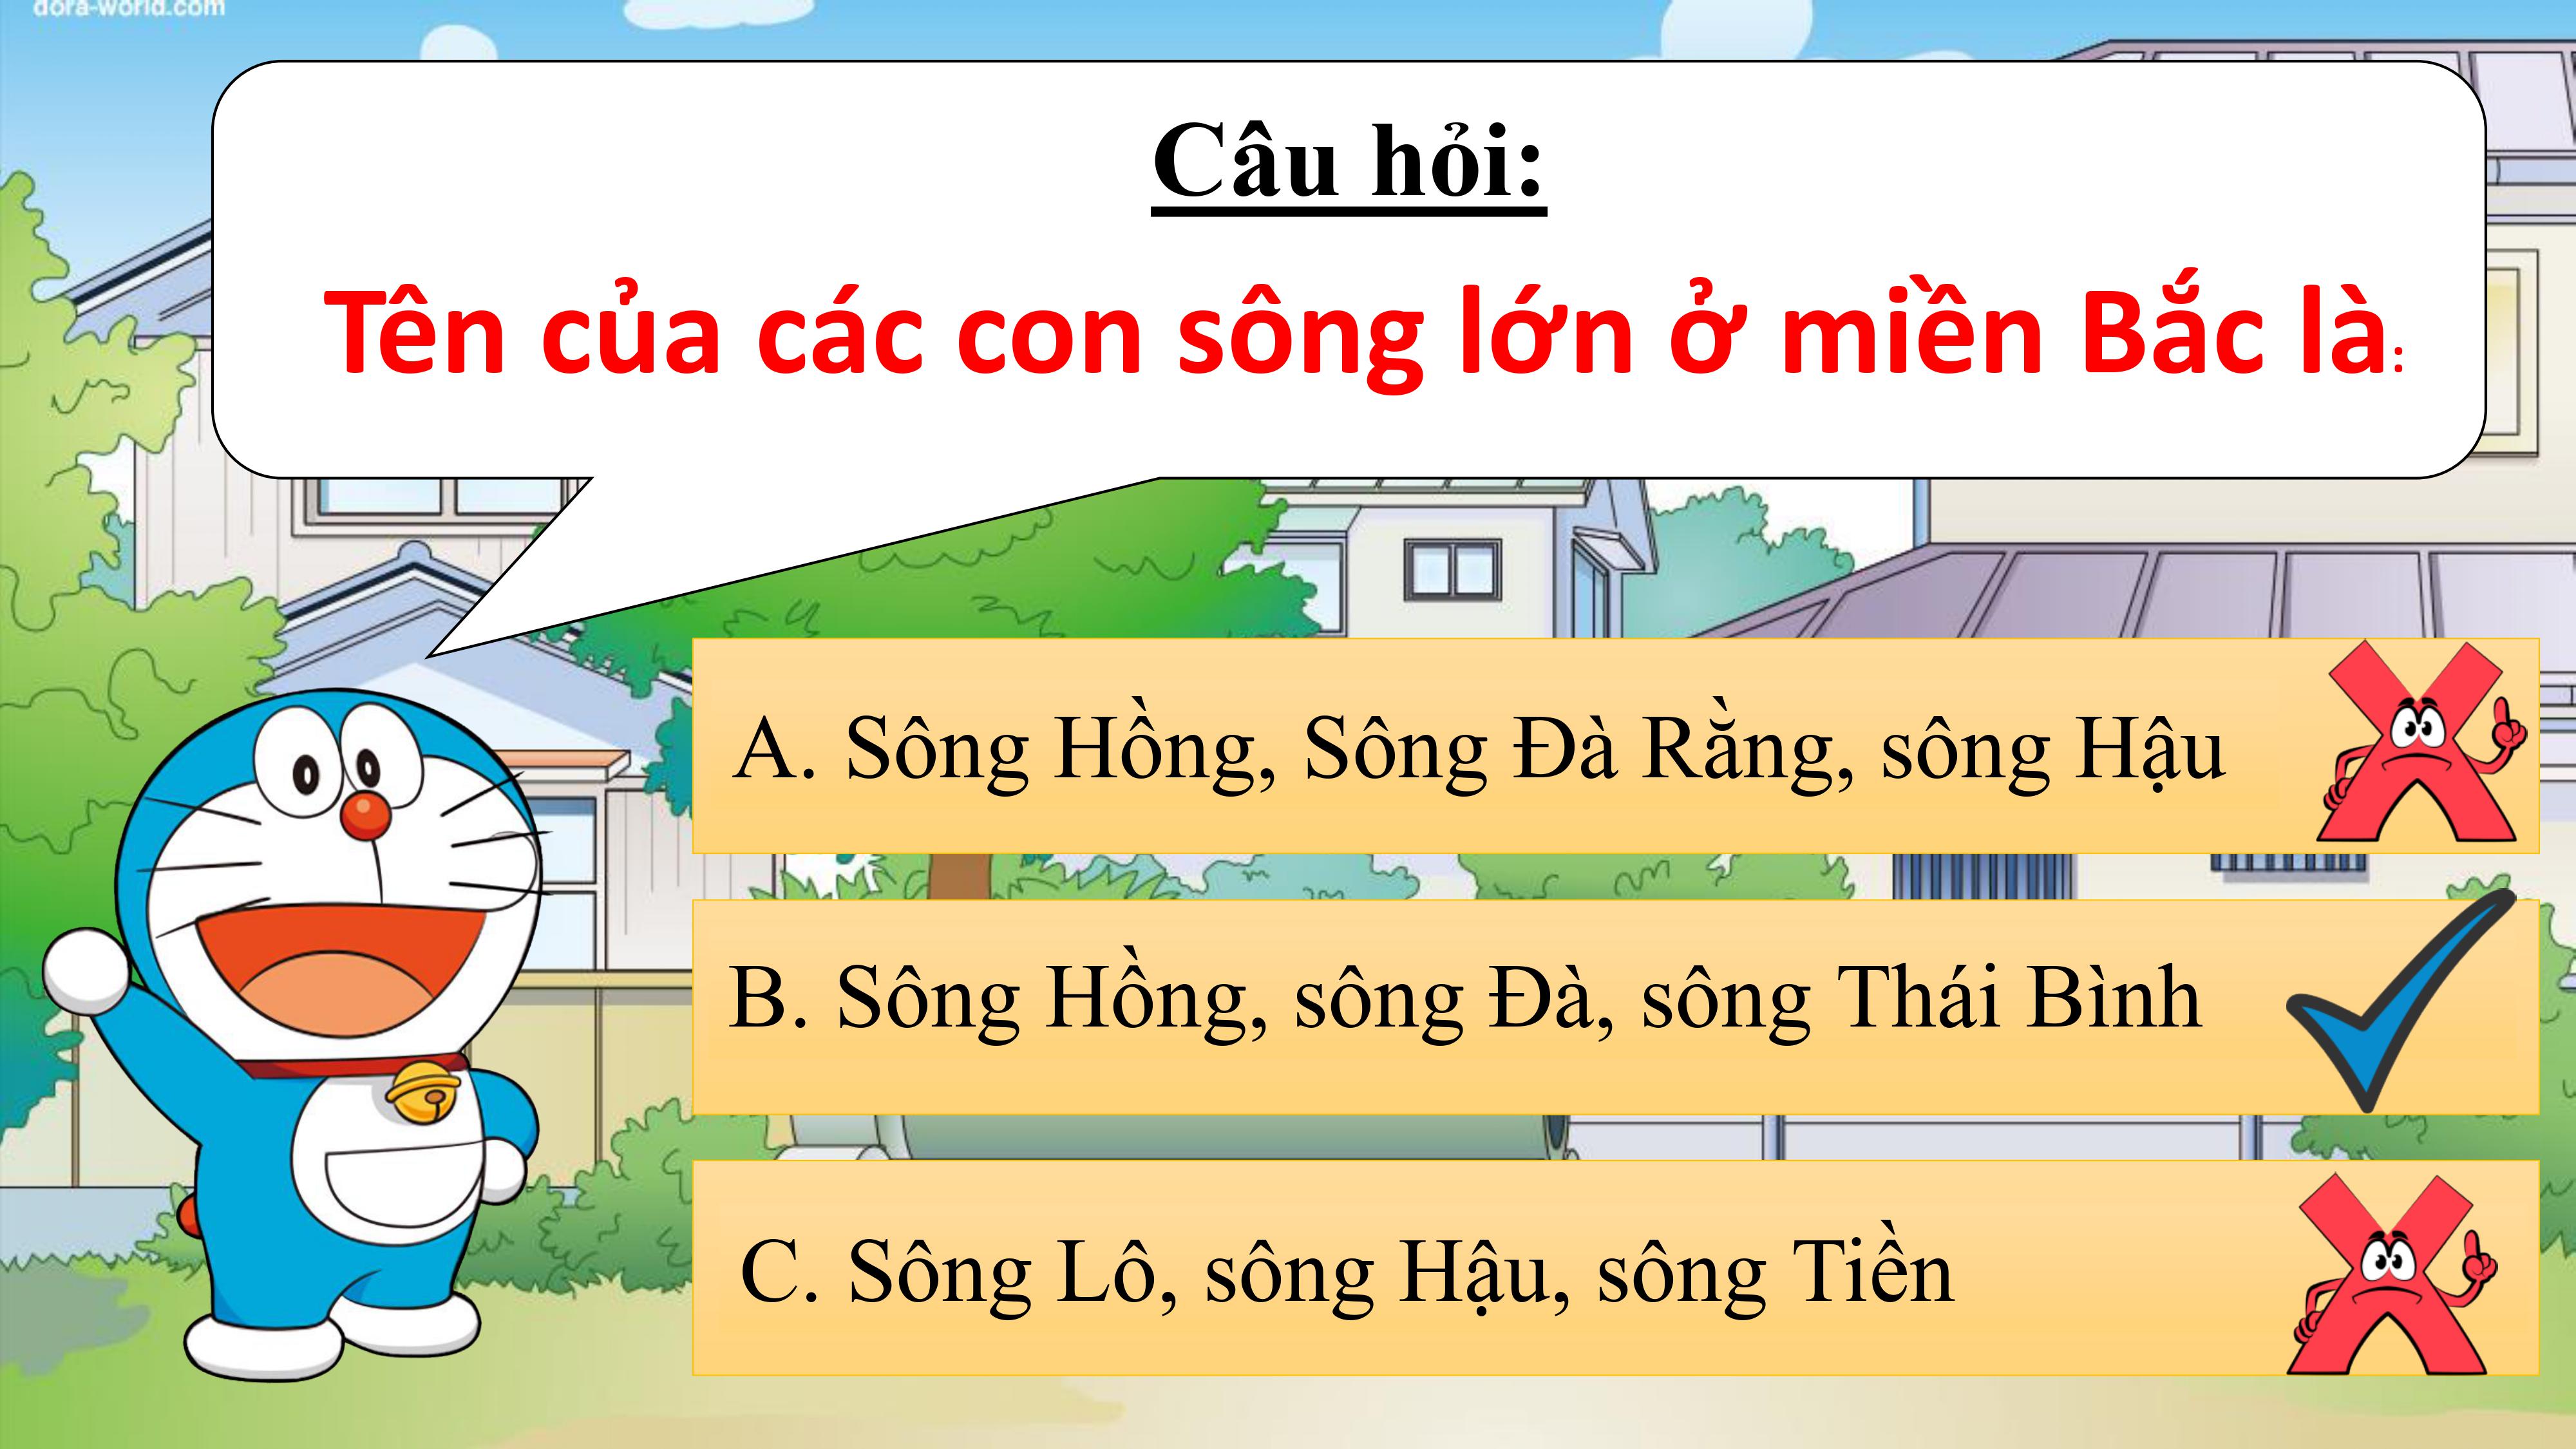 dora-world.com
Câu hỏi:
Tên của các con sông lớn ở miền Bắc là:
A. Sông Hồng, Sông Đà Rằng, sông Hậu
B. Sông Hồng, sông Đà, sông Thái Bình
C. Sông Lô, sông Hậu, sông Tiền